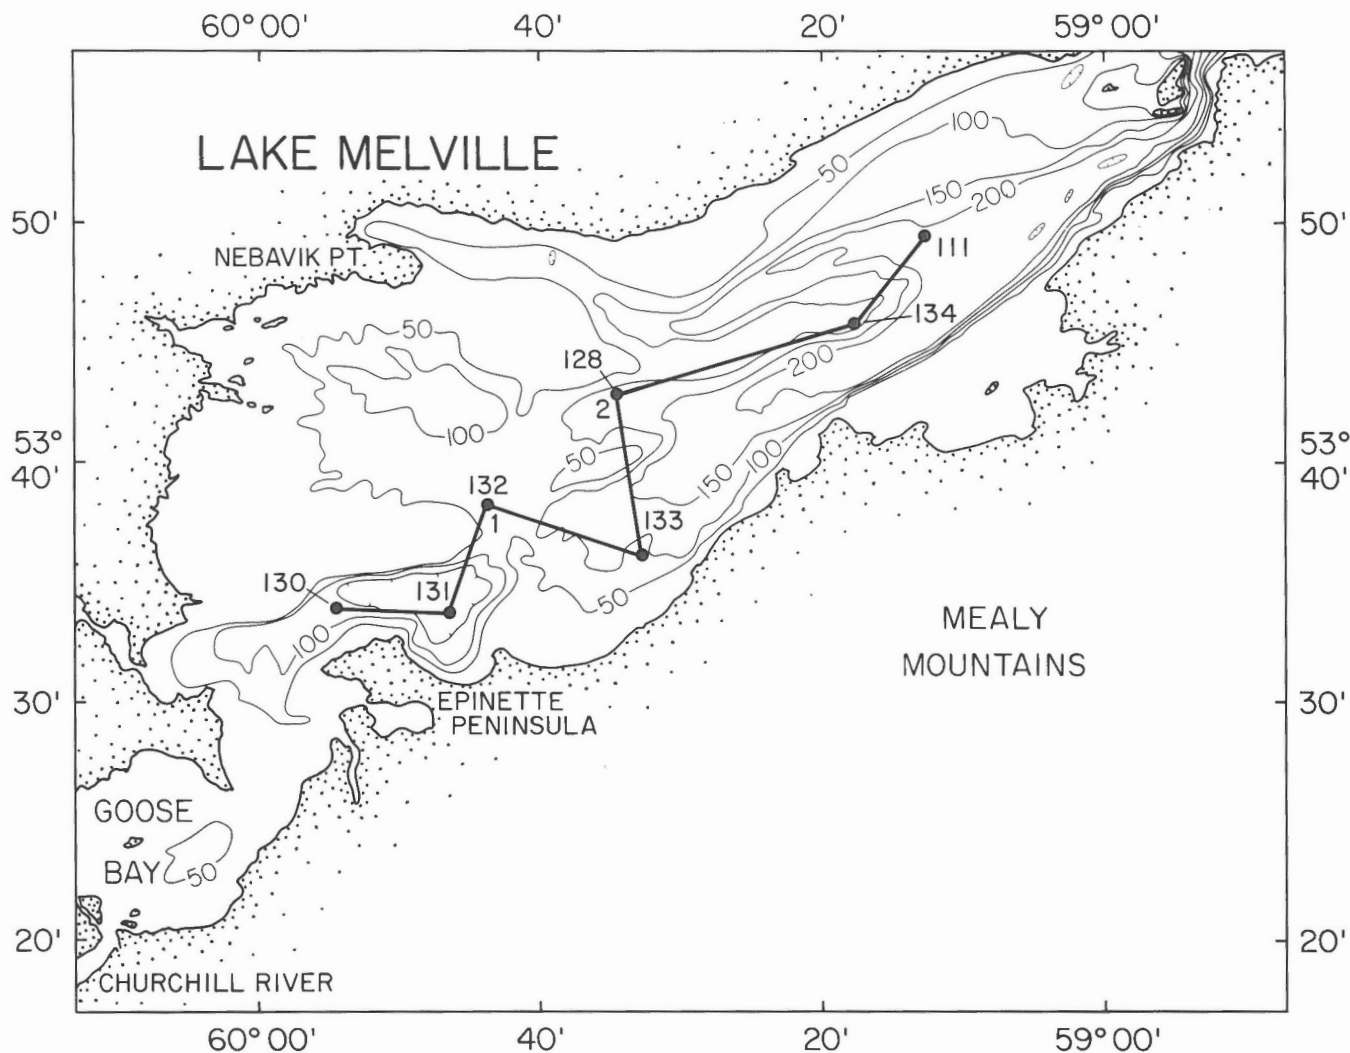 60° 00' 40' 20' 59° 00'
100
LAKE MELVILLE
50
150
200
50' 50'
NEBAVIK PT.
111
134
50
128
200
2
53° 53°
100
50
40' 40'
150
100
132
1
133
130
131
50
MEALY
100
MOUNTAINS
30' 30'
EPINETTE
PENINSULA
GOOSE
BAY
50
20' 20'
CHURCHILL RIVER
60° 00' 40' 20' 59° 00'